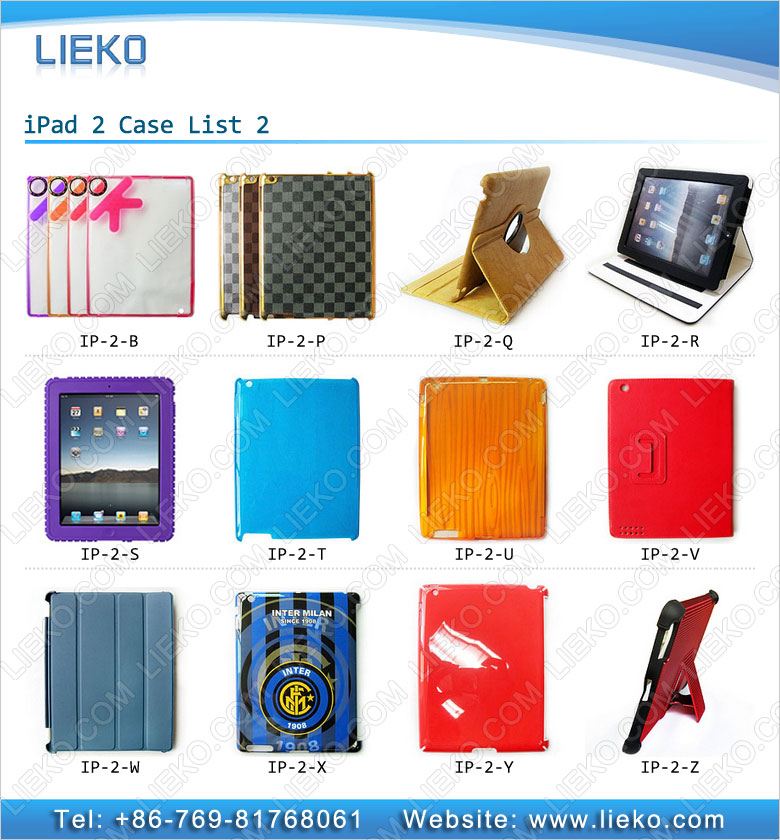 LIEKO
iPad 2 Case List 2
IP-2-B
IP-2-P
IP-2-Q
IP-2-R
IP-2-S
IP-2-T
IP-2-U
IP-2-V
INTER MILAN
SINCE 1908
INTER
1908
IP-2-W
IP-2-X
IP-2-Y
IP-2-Z
Tel: +86-769-81768061 Website: www.lieko.com
LIEKO.COM